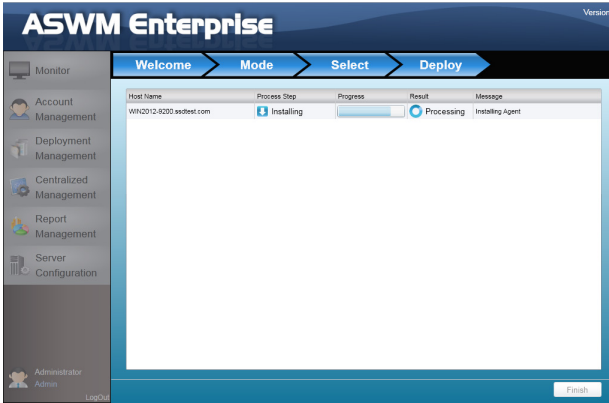 ASWM Enterprise
Version
Monitor
Account
Management
Deployment
Management
Centralized
Management
Report
Management
Server
Configuration
Administrator
Admin
LogOut
Welcome
Mode
Select
Deploy
Host Name Process Step Progress Result Message
WIN2012-9200.ssdtest.com Installing Processing Installing Agent
Finish